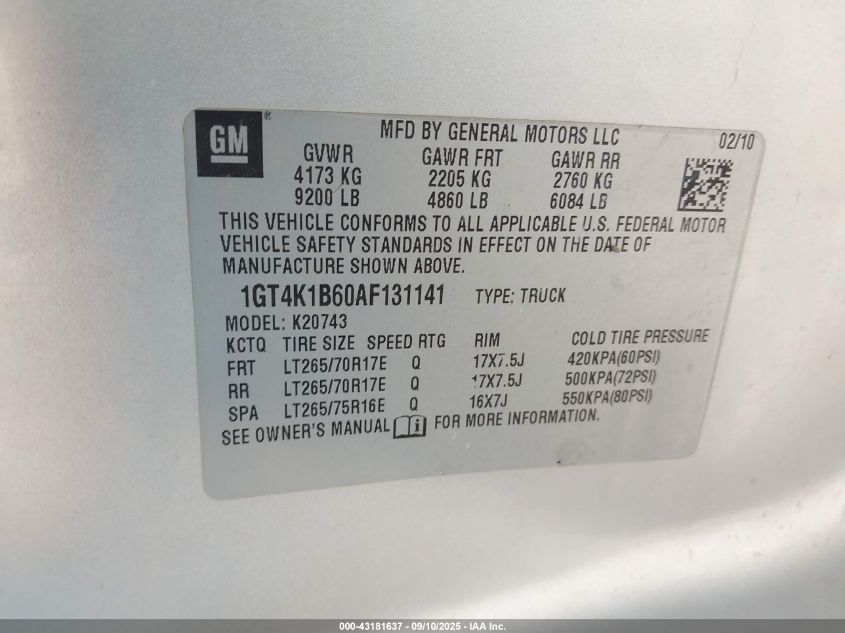 GM ®
MFD BY GENERAL MOTORS LLC 02/10
GVWR GAWR FRT GAWR RR
4173 KG 2205 KG 2760 KG
9200 LB 4860 LB 6084 LB
THIS VEHICLE CONFORMS TO ALL APPLICABLE U.S. FEDERAL MOTOR
VEHICLE SAFETY STANDARDS IN EFFECT ON THE DATE OF
MANUFACTURE SHOWN ABOVE.
1GT4K1B60AF131141 TYPE: TRUCK
MODEL: K20743
KCTQ TIRE SIZE SPEED RTG RIM COLD TIRE PRESSURE
FRT LT265/70R17E Q 17X7.5J 420KPA(60PSI)
RR LT265/70R17E Q 17X7.5J 500KPA(72PSI)
SPA LT265/75R16E Q 16X7J 550KPA(80PSI)
SEE OWNER'S MANUAL i FOR MORE INFORMATION.
000-43181637 - 09/10/2025 - IAA Inc.